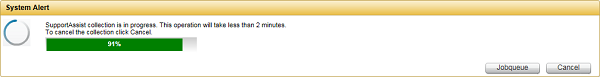 System Alert
SupportAssist collection is in progress. This operation will take less than 2 minutes.
To cancel the collection click Cancel.
91%
Jobqueue Cancel